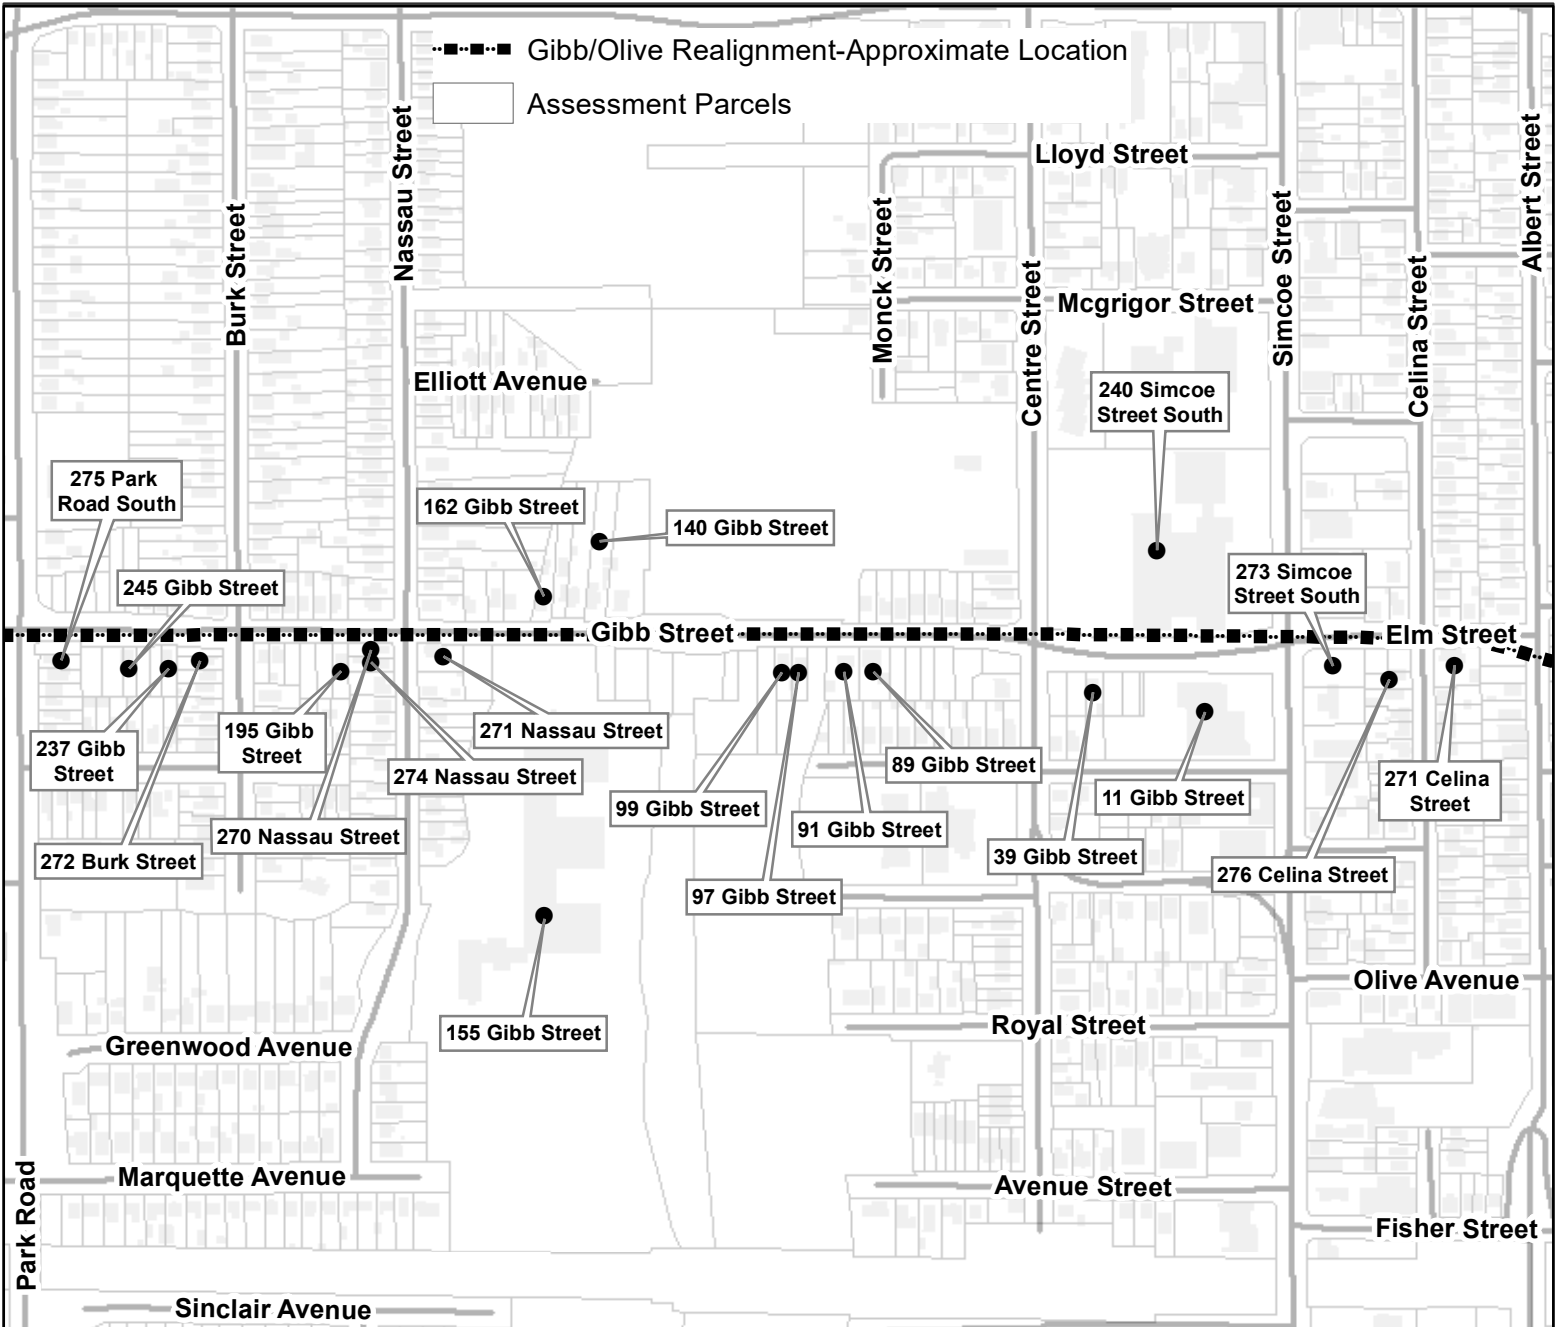 Gibb/Olive Realignment-Approximate Location
Assessment Parcels
Lloyd Street
Nassau Street
Albert Street
Burk Street
Monck Street
Simcoe Street
Celina Street
Centre Street
Mcgrigor Street
Elliott Avenue
240 Simcoe
Street South
275 Park
Road South
162 Gibb Street
140 Gibb Street
245 Gibb Street
273 Simcoe
Street South
Gibb Street
Elm Street
195 Gibb
Street
271 Nassau Street
237 Gibb
Street
274 Nassau Street
89 Gibb Street
271 Celina
Street
99 Gibb Street
11 Gibb Street
270 Nassau Street
91 Gibb Street
272 Burk Street
39 Gibb Street
276 Celina Street
97 Gibb Street
Olive Avenue
155 Gibb Street
Royal Street
Greenwood Avenue
Marquette Avenue
Avenue Street
Park Road
Fisher Street
Sinclair Avenue